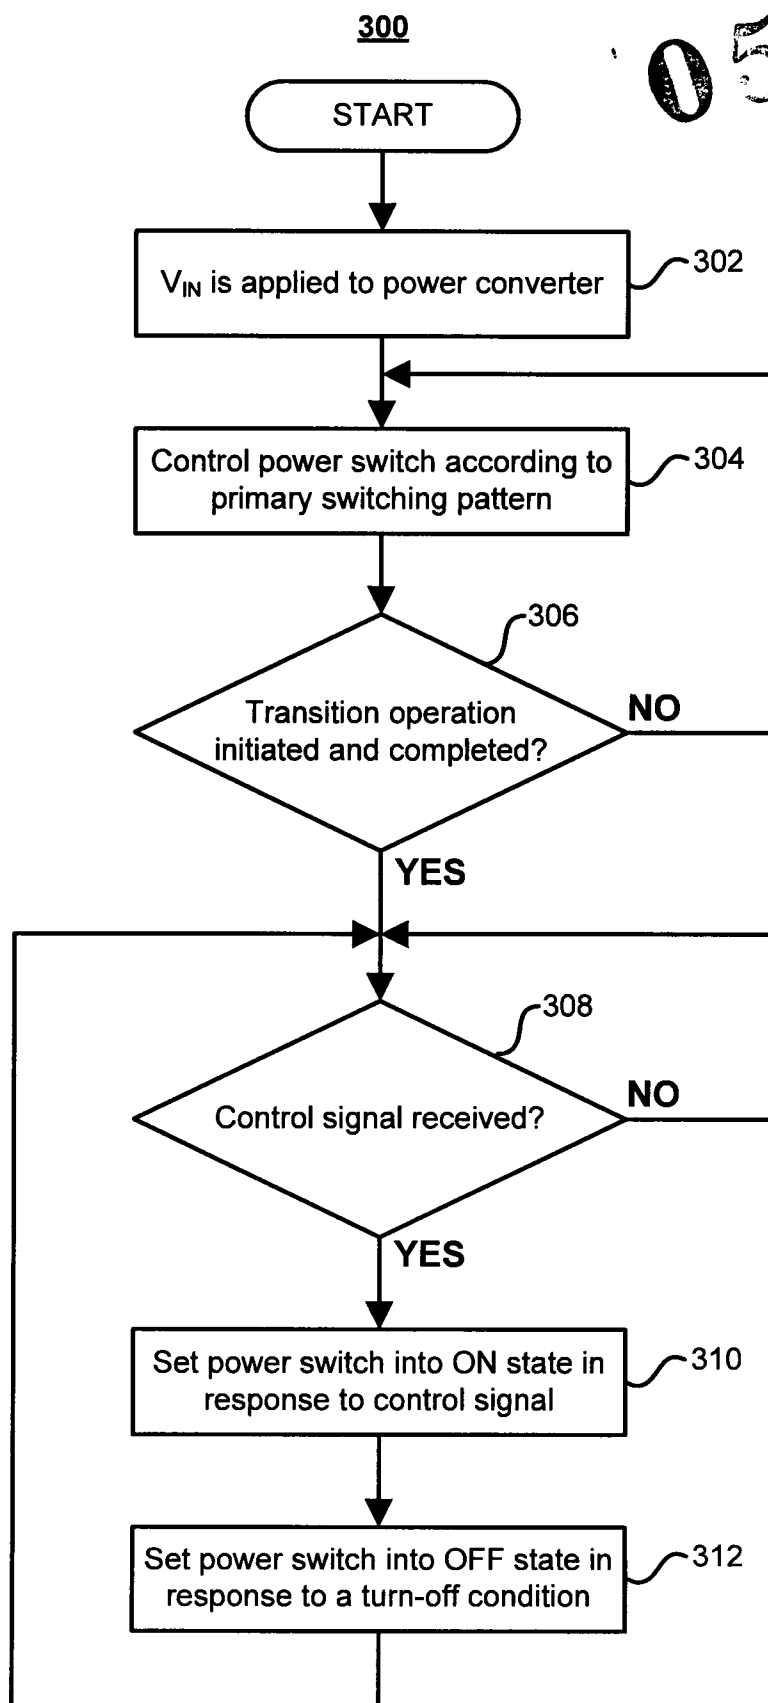 300
05
START
V_IN is applied to power converter
302
Control power switch according to
primary switching pattern
304
306
Transition operation
initiated and completed?
NO
YES
308
Control signal received?
NO
YES
Set power switch into ON state in
response to control signal
310
Set power switch into OFF state in
response to a turn-off condition
312